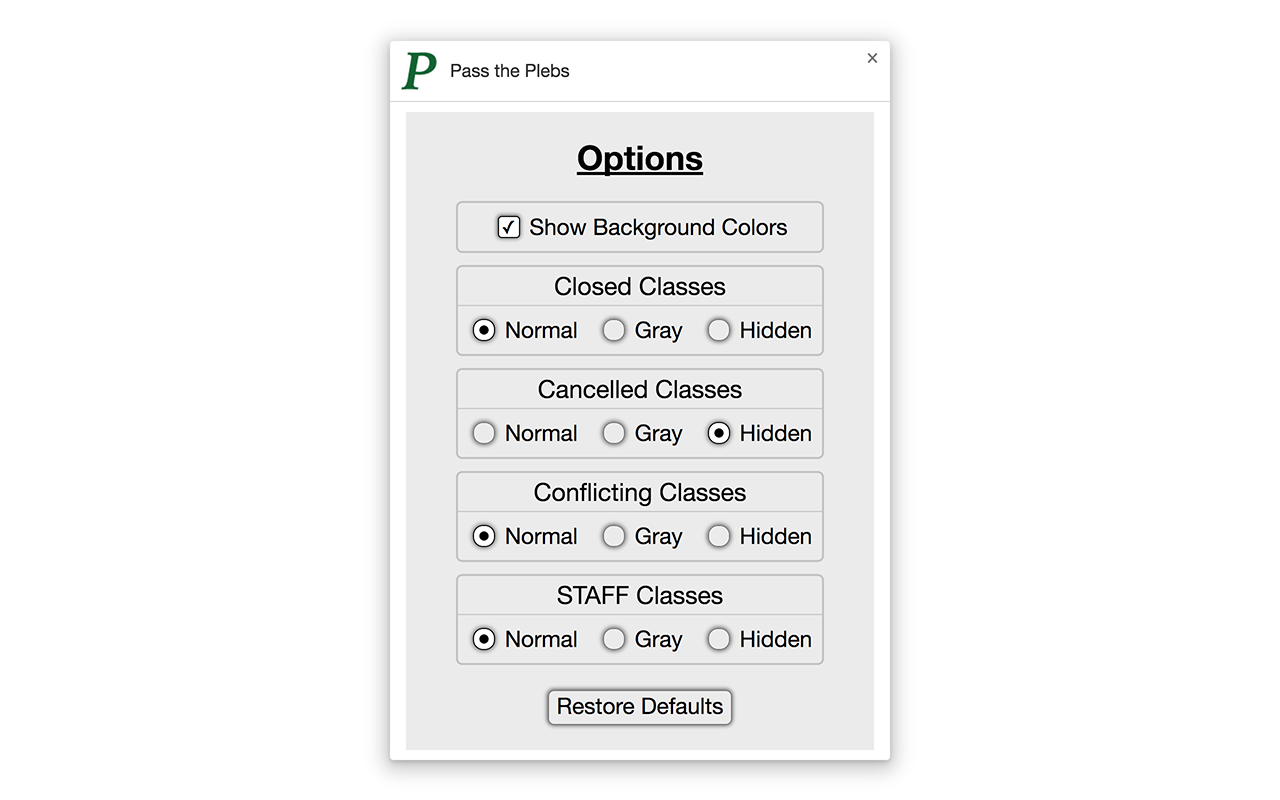 P Pass the Plebs
×
Options
✓ Show Background Colors
Closed Classes
Normal Gray Hidden
Cancelled Classes
Normal Gray Hidden
Conflicting Classes
Normal Gray Hidden
STAFF Classes
Normal Gray Hidden
Restore Defaults